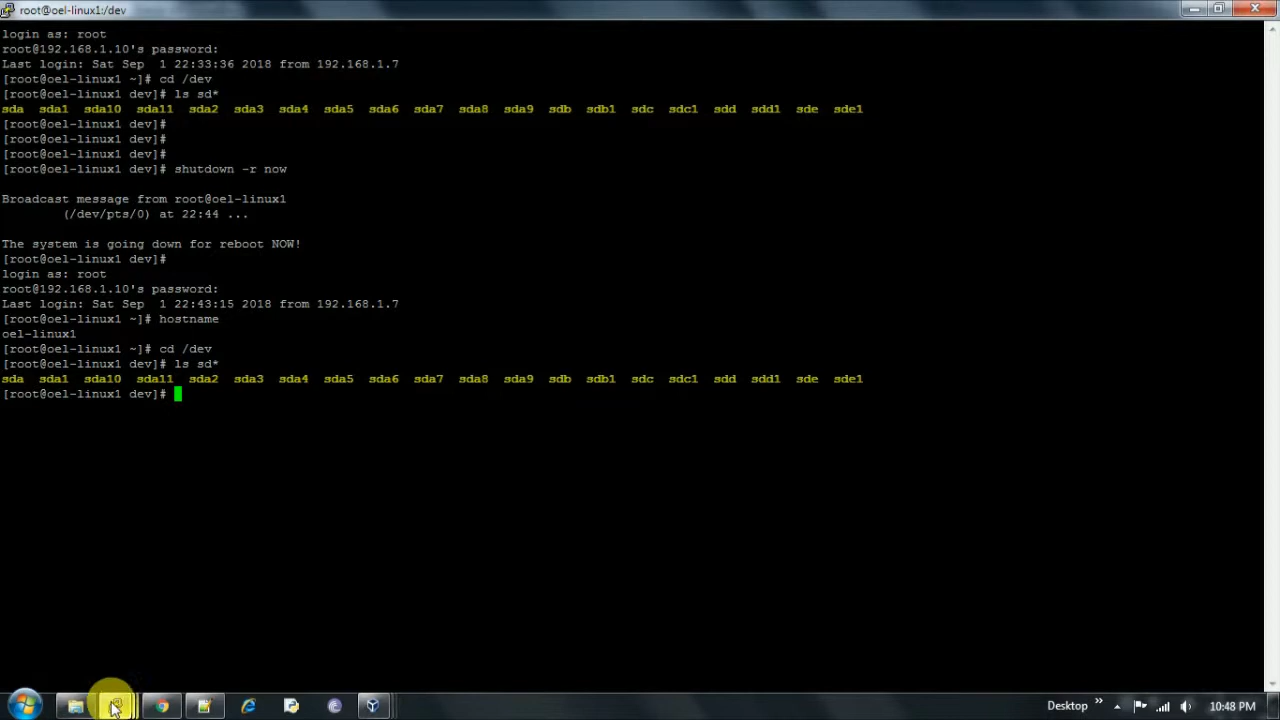 root@oel-linux1:/dev
login as: root
root@192.168.1.10's password:
Last login: Sat Sep  1 22:33:36 2018 from 192.168.1.7
[root@oel-linux1 ~]# cd /dev
[root@oel-linux1 dev]# ls sd*
sda  sda1  sda10  sda11  sda2  sda3  sda4  sda5  sda6  sda7  sda8  sda9  sdb  sdb1  sdc  sdc1  sdd  sdd1  sde  sde1
[root@oel-linux1 dev]#
[root@oel-linux1 dev]#
[root@oel-linux1 dev]#
[root@oel-linux1 dev]# shutdown -r now
Broadcast message from root@oel-linux1
(/dev/pts/0) at 22:44 ...
The system is going down for reboot NOW!
[root@oel-linux1 dev]#
login as: root
root@192.168.1.10's password:
Last login: Sat Sep  1 22:43:15 2018 from 192.168.1.7
[root@oel-linux1 ~]# hostname
oel-linux1
[root@oel-linux1 ~]# cd /dev
[root@oel-linux1 dev]# ls sd*
sda  sda1  sda10  sda11  sda2  sda3  sda4  sda5  sda6  sda7  sda8  sda9  sdb  sdb1  sdc  sdc1  sdd  sdd1  sde  sde1
[root@oel-linux1 dev]#
Desktop » 10:48 PM